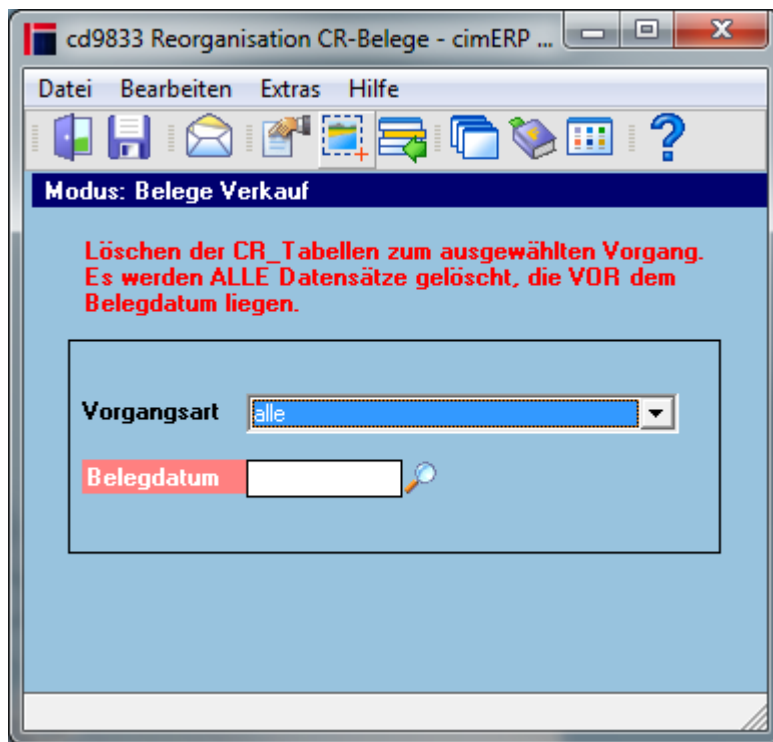 cd9833 Reorganisation CR-Belege - cimERP ...
Datei Bearbeiten Extras Hilfe
Modus: Belege Verkauf
Löschen der CR_Tabellen zum ausgewählten Vorgang.
Es werden ALLE Datensätze gelöscht, die VOR dem
Belegdatum liegen.
Vorgangsart alle
Belegdatum